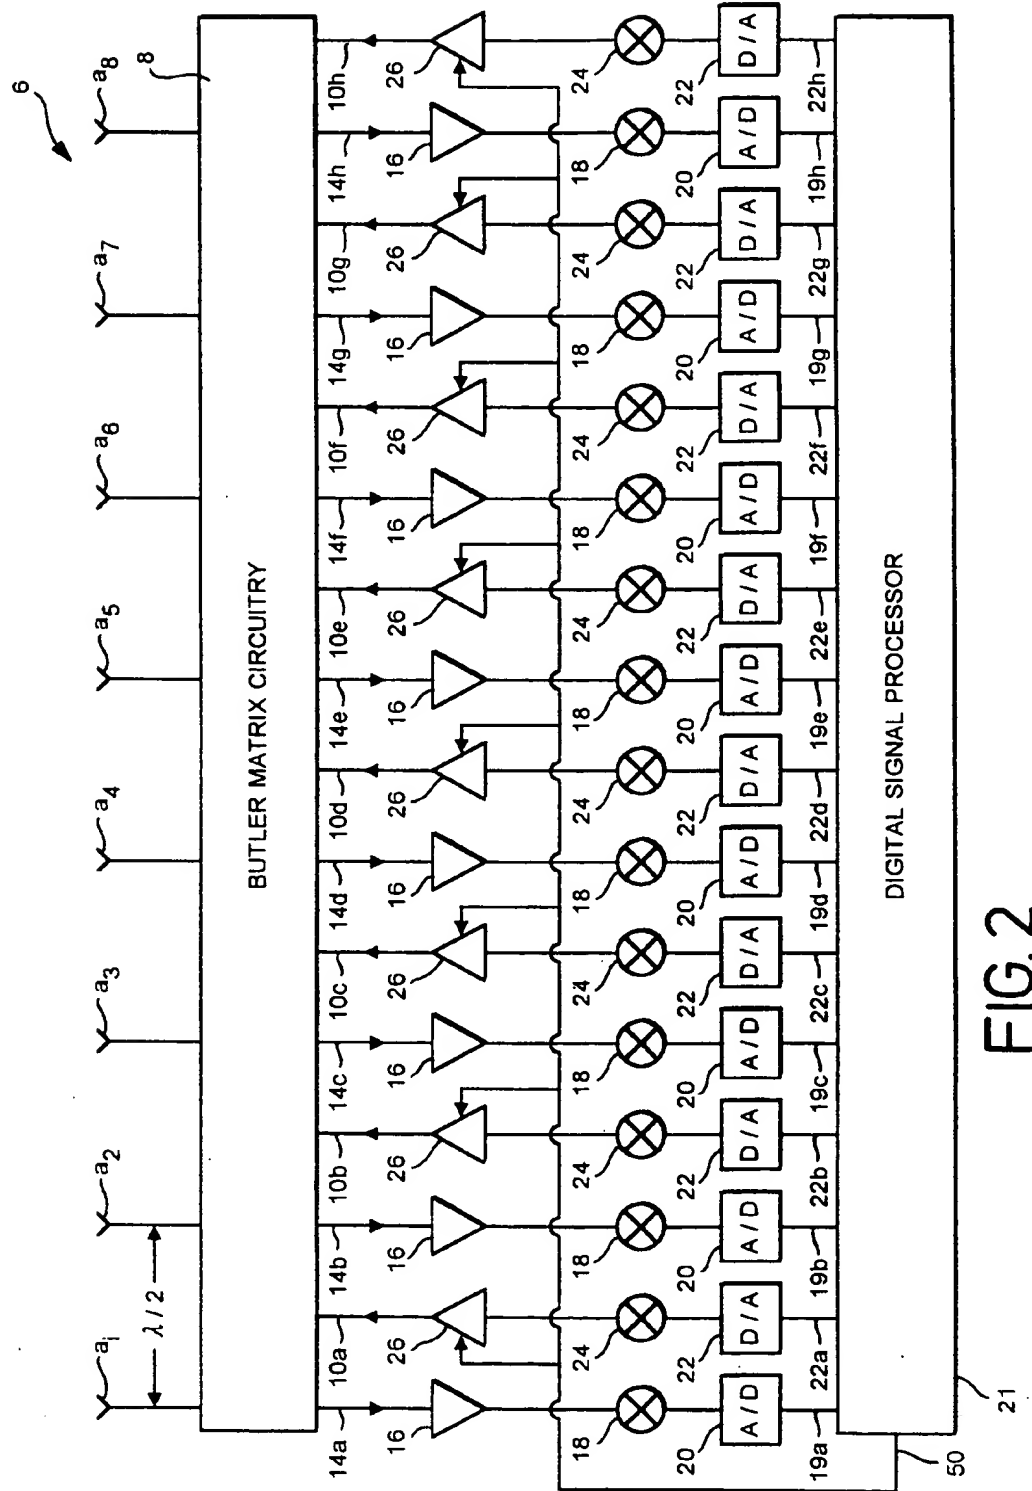 6
a₁ a₂ a₃ a₄ a₅ a₆ a₇ a₈
λ/2
8
BUTLER MATRIX CIRCUITRY
14a 10a 14b 10b 14c 10c 14d 10d 14e 10e 14f 10f 14g 10g 14h 10h
16 26 16 26 16 26 16 26 16 26 16 26 16 26 16 26
18 24 18 24 18 24 18 24 18 24 18 24 18 24 18 24
20 22 20 22 20 22 20 22 20 22 20 22 20 22 20 22
A/D D/A A/D D/A A/D D/A A/D D/A A/D D/A A/D D/A A/D D/A A/D D/A
19a 22a 19b 22b 19c 22c 19d 22d 19e 22e 19f 22f 19g 22g 19h 22h
DIGITAL SIGNAL PROCESSOR
50
21
FIG. 2